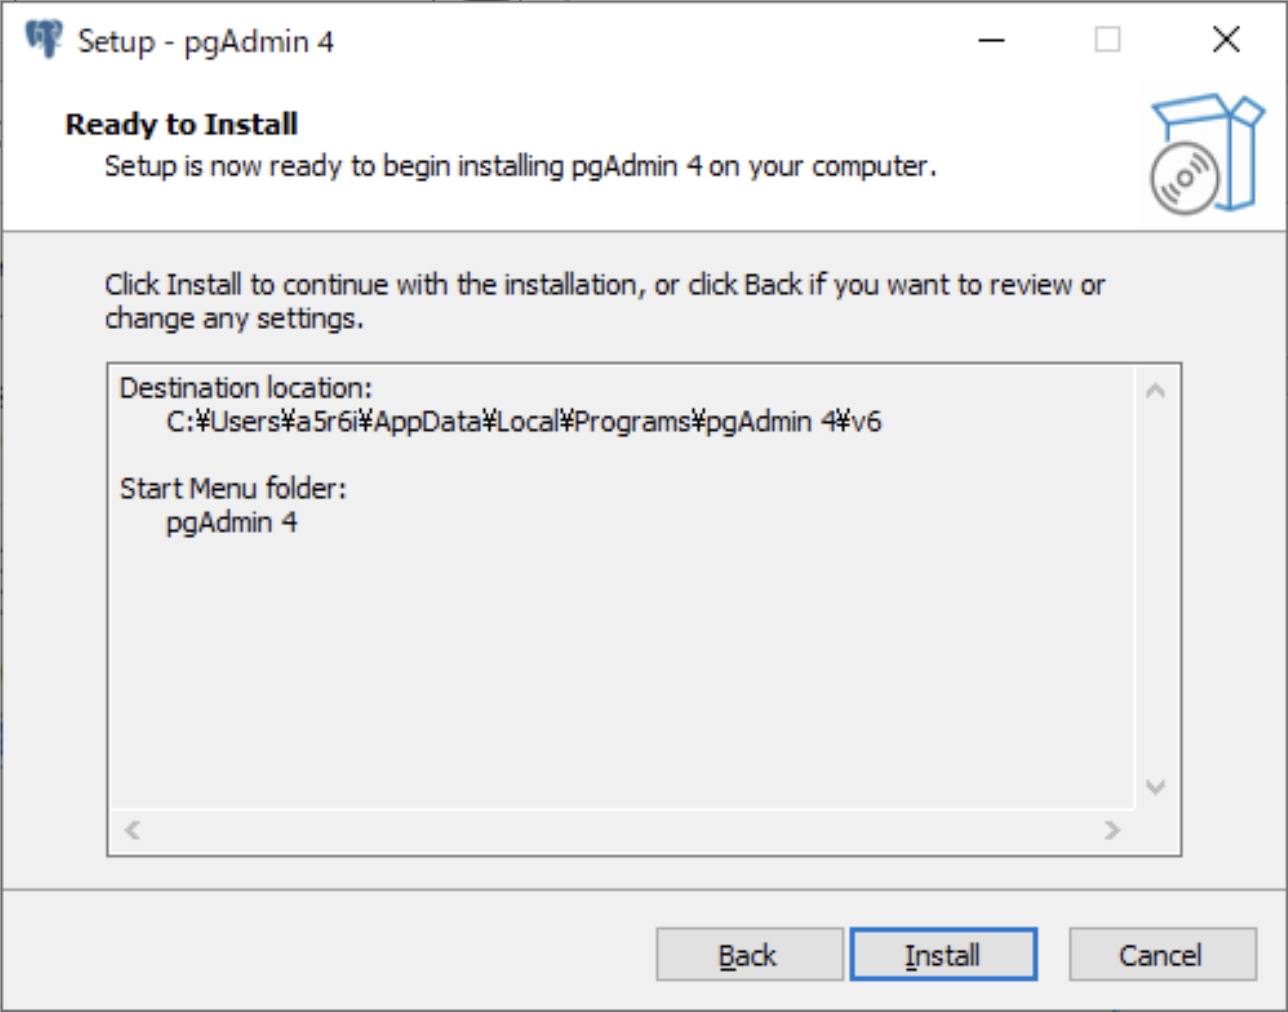 Setup - pgAdmin 4
Ready to Install
Setup is now ready to begin installing pgAdmin 4 on your computer.
Click Install to continue with the installation, or click Back if you want to review or
change any settings.
Destination location:
C:¥Users¥a5r6i¥AppData¥Local¥Programs¥pgAdmin 4¥v6
Start Menu folder:
pgAdmin 4
Back
Install
Cancel